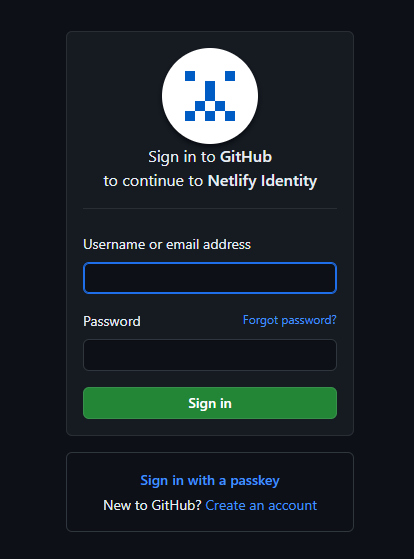 Sign in to GitHub
to continue to Netlify Identity
Username or email address
Password
Forgot password?
Sign in
Sign in with a passkey
New to GitHub? Create an account